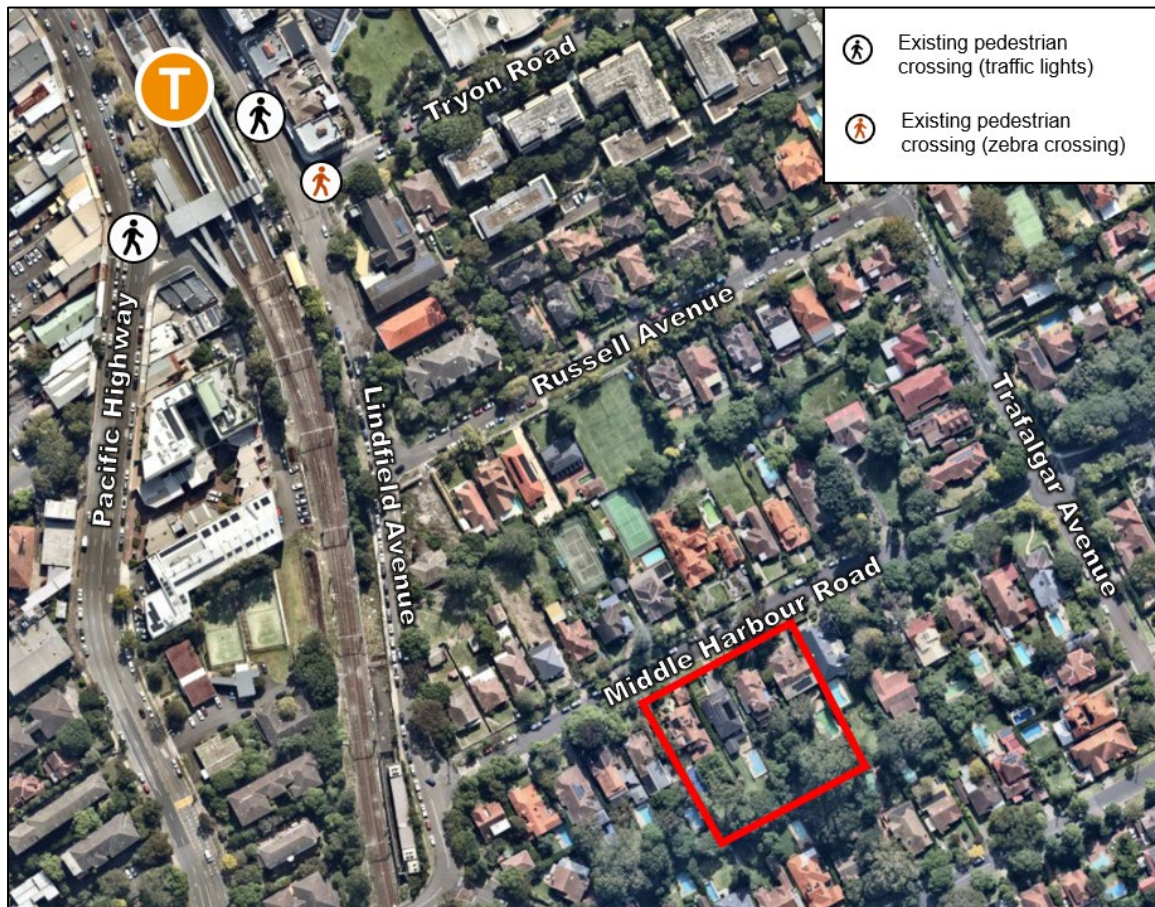 T
Existing pedestrian
crossing (traffic lights)
Existing pedestrian
crossing (zebra crossing)
Tryon Road
Russell Avenue
Pacific Highway
Lindfield Avenue
Trafalgar Avenue
Middle Harbour Road